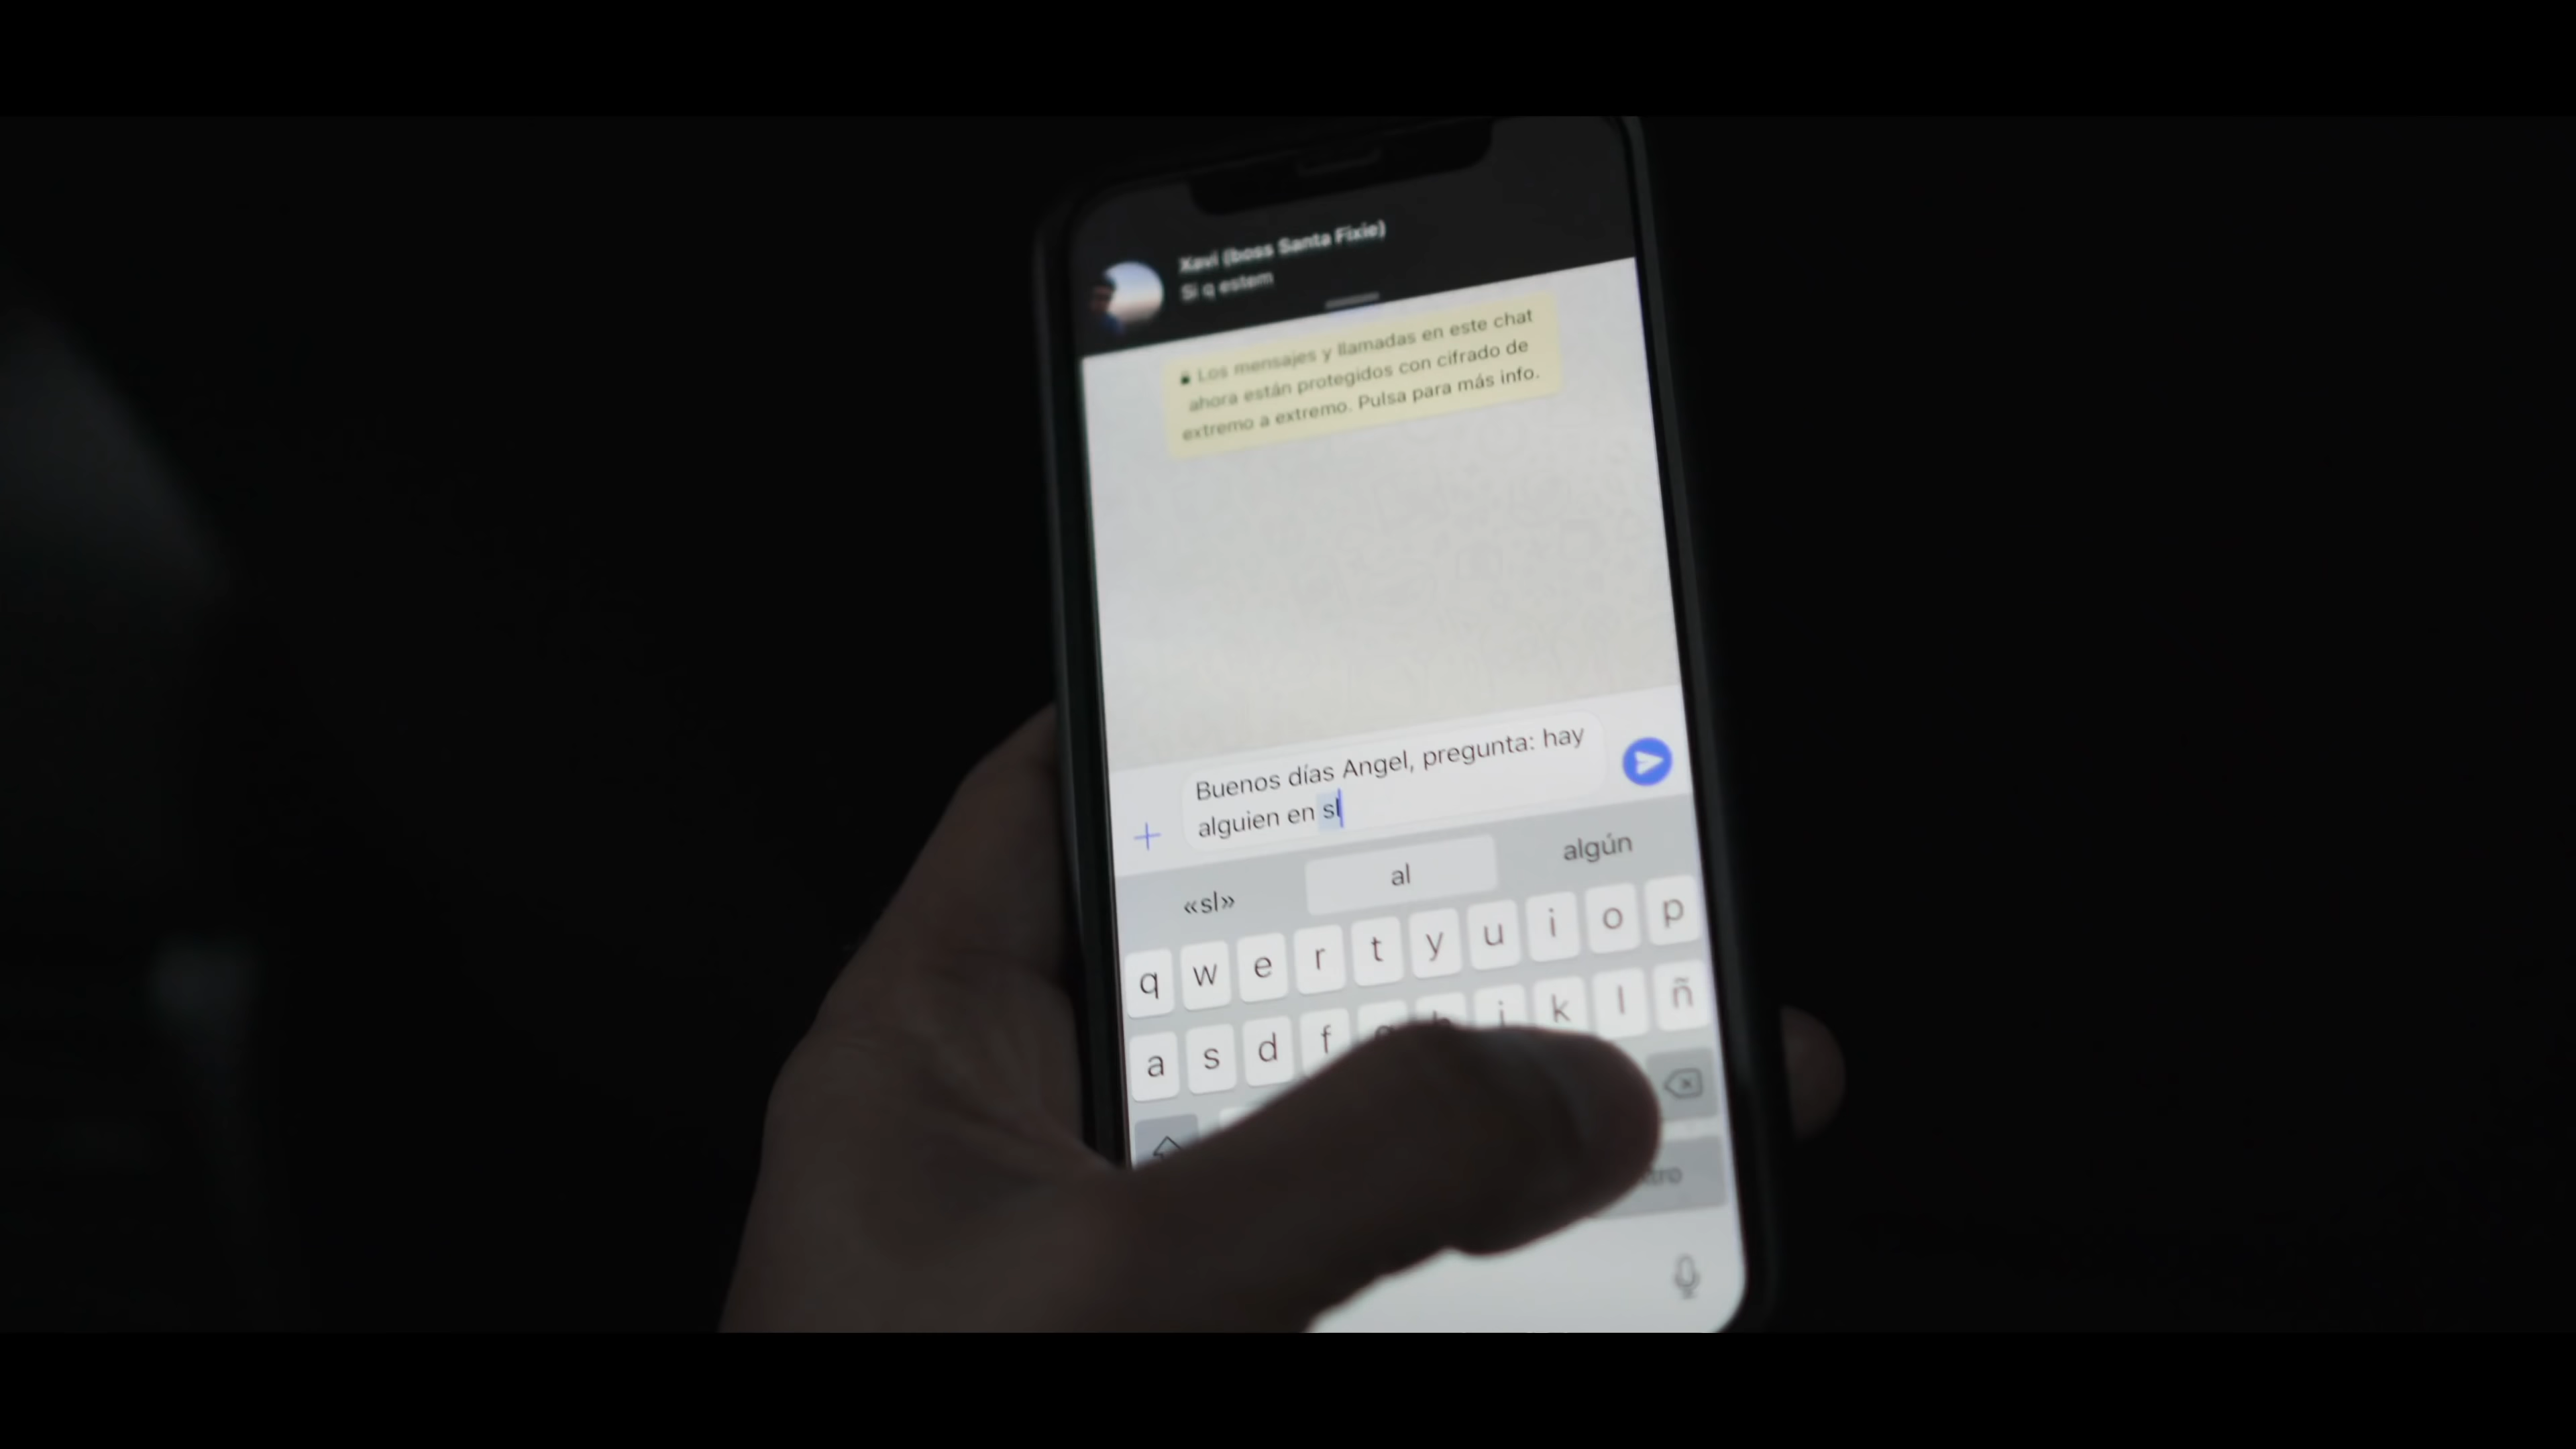 Xavi (boss Santa Fixie)
Si q estem
Los mensajes y llamadas en este chat
ahora están protegidos con cifrado de
extremo a extremo. Pulsa para más info.
Buenos días Angel, pregunta: hay
alguien en sl
«sl» al algún
q w e r t y u i o p
a s d f g h j k l ñ